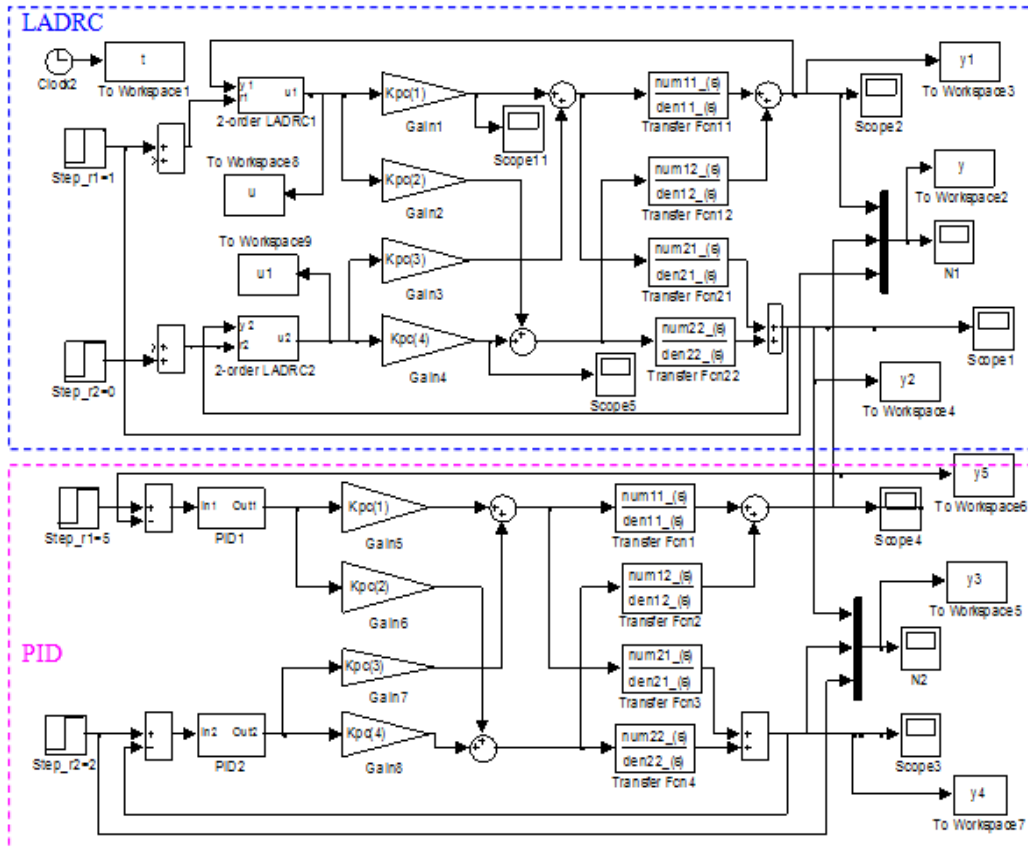 LADRC
t
Clock2
To Workspace1
y 1
r1
u1
2-order LADRC1
Kpc(1)
Gain1
Scope11
num11_(s)
den11_(s)
Transfer Fcn11
Scope2
y1
To Workspace3
Step_r1=1
To Workspace8
u
Kpc(2)
Gain2
num12_(s)
den12_(s)
Transfer Fcn12
y
To Workspace2
N1
To Workspace9
u1
Kpc(3)
Gain3
num21_(s)
den21_(s)
Transfer Fcn21
y 2
r2
u2
2-order LADRC2
Kpc(4)
Gain4
num22_(s)
den22_(s)
Transfer Fcn22
Scope1
Step_r2=0
Scope5
y2
To Workspace4
Step_r1=5
In1
Out1
PID1
Kpc(1)
Gain5
num11_(s)
den11_(s)
Transfer Fcn1
Scope4
y5
To Workspace6
Kpc(2)
Gain6
num12_(s)
den12_(s)
Transfer Fcn2
y3
To Workspace5
PID
Kpc(3)
Gain7
num21_(s)
den21_(s)
Transfer Fcn3
N2
Step_r2=2
In2
Out2
PID2
Kpc(4)
Gain8
num22_(s)
den22_(s)
Transfer Fcn4
Scope3
y4
To Workspace7